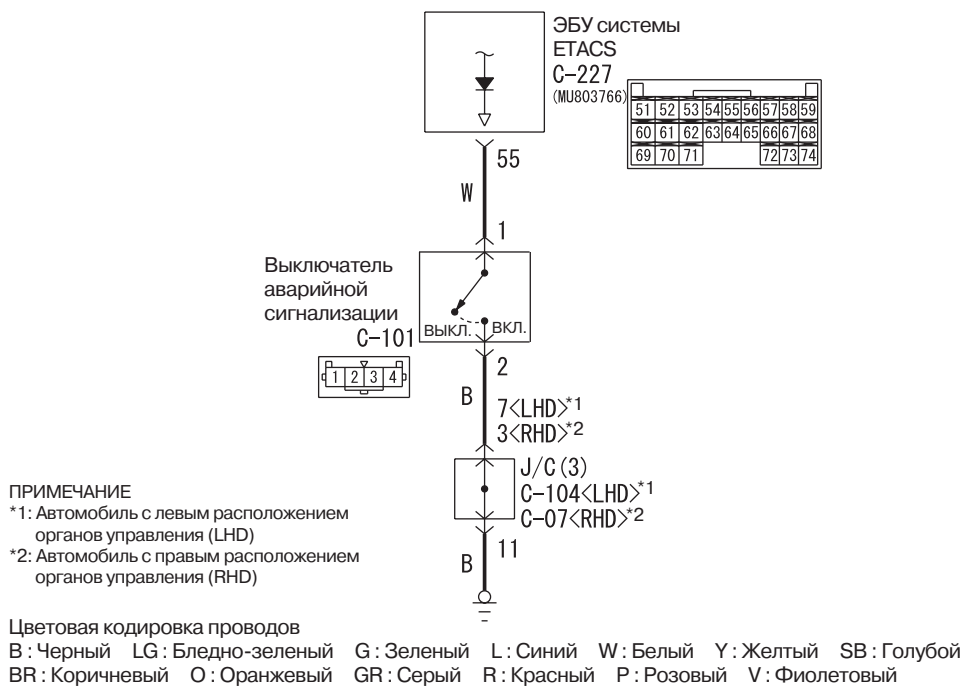 ЭБУ системы
ETACS
C-227
(MU803766)
51 52 53 54 55 56 57 58 59
60 61 62 63 64 65 66 67 68
69 70 71 72 73 74
55
W
1
Выключатель
аварийной
сигнализации
C-101
ВЫКЛ. ВКЛ.
1 2 3 4
2
B
7<LHD>*1
3<RHD>*2
J/C(3)
C-104<LHD>*1
C-07<RHD>*2
11
B
ПРИМЕЧАНИЕ
*1: Автомобиль с левым расположением
органов управления (LHD)
*2: Автомобиль с правым расположением
органов управления (RHD)
Цветовая кодировка проводов
B : Черный LG : Бледно-зеленый G : Зеленый L : Синий W : Белый Y : Желтый SB : Голубой
BR : Коричневый O : Оранжевый GR : Серый R : Красный P : Розовый V : Фиолетовый